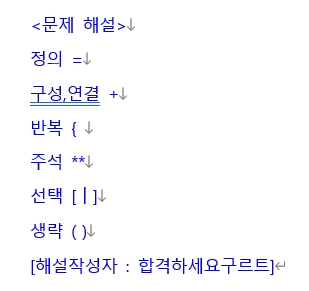 <문제 해설>↓
정의 =↓
구성,연결 +↓
반복 { ↓
주석 **↓
선택 [ | ]↓
생략 ( )↓
[해설작성자 : 합격하세요구르트]↵